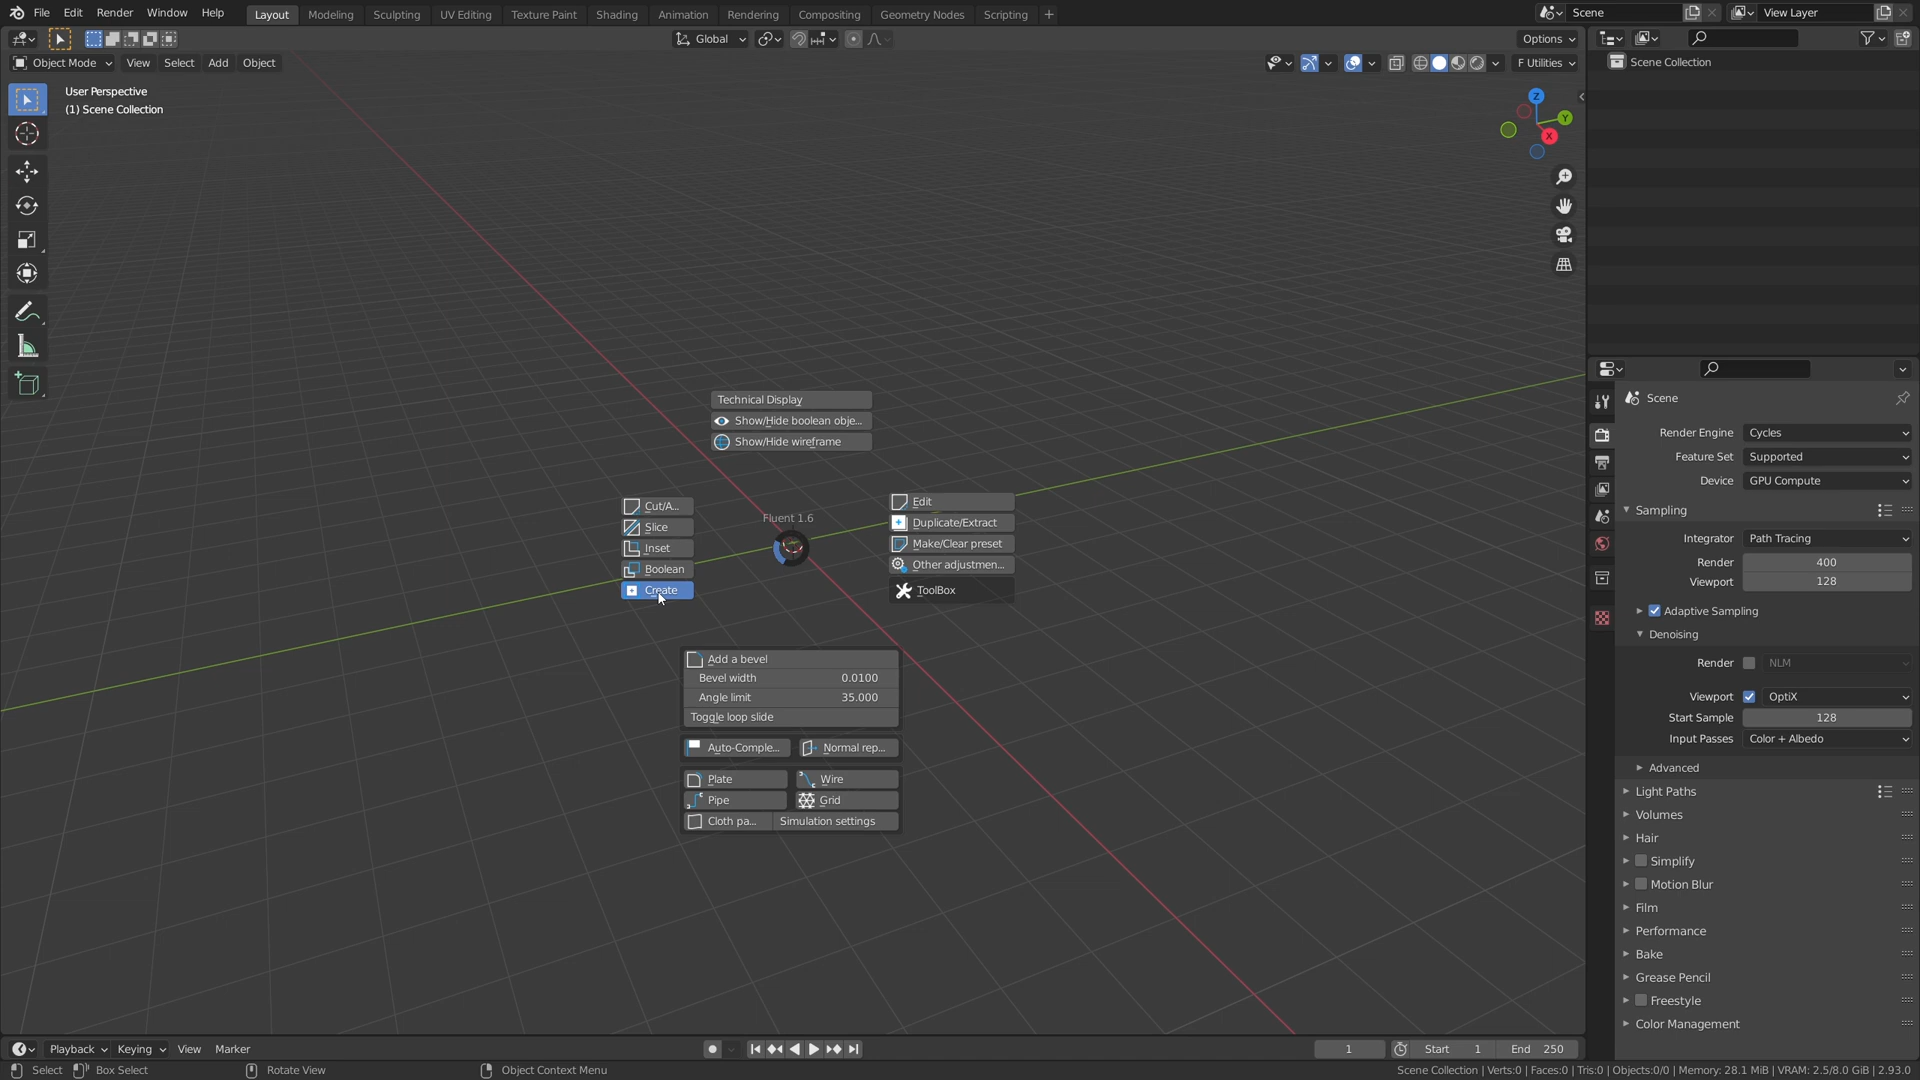 File Edit Render Window Help Layout Modeling Sculpting UV Editing Texture Paint Shading Animation Rendering Compositing Geometry Nodes Scripting + Scene View Layer
Global Options
Object Mode View Select Add Object F Utilities
User Perspective
(1) Scene Collection
Z
Y
X
Technical Display
Show/Hide boolean obje...
Show/Hide wireframe
Fluent 1.6
Cut/A...
Slice
Inset
Boolean
Create
Edit
Duplicate/Extract
Make/Clear preset
Other adjustmen...
ToolBox
Add a bevel
Bevel width 0.0100
Angle limit 35.000
Toggle loop slide
Auto-Comple... Normal rep...
Plate Wire
Pipe Grid
Cloth pa... Simulation settings
Scene Collection
Scene
Render Engine Cycles
Feature Set Supported
Device GPU Compute
Sampling
Integrator Path Tracing
Render 400
Viewport 128
Adaptive Sampling
Denoising
Render NLM
Viewport OptiX
Start Sample 128
Input Passes Color + Albedo
Advanced
Light Paths
Volumes
Hair
Simplify
Motion Blur
Film
Performance
Bake
Grease Pencil
Freestyle
Color Management
Playback Keying View Marker 1 Start 1 End 250
Select Box Select Rotate View Object Context Menu Scene Collection | Verts:0 | Faces:0 | Tris:0 | Objects:0/0 | Memory: 28.1 MiB | VRAM: 2.5/8.0 GiB | 2.93.0